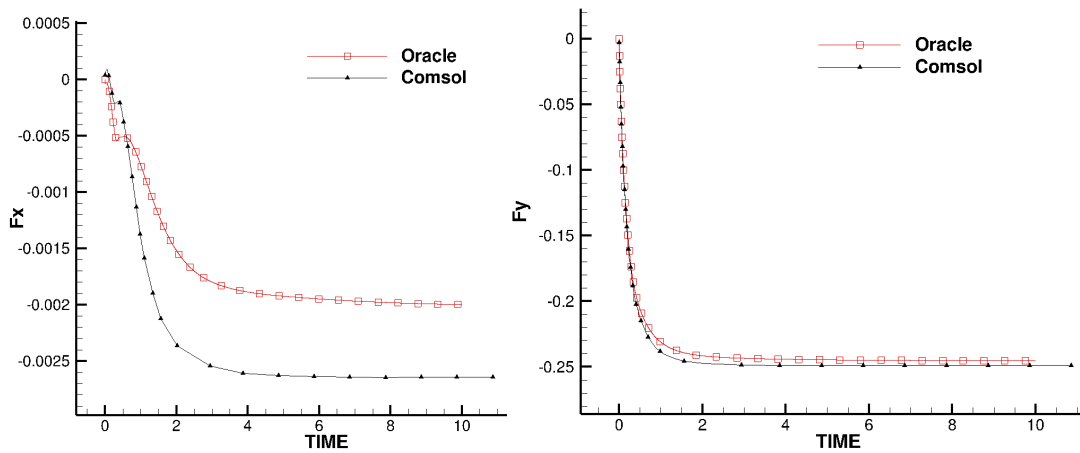 0.0005
Oracle
Comsol
0
-0.0005
-0.001
-0.0015
-0.002
-0.0025
Fx
0 2 4 6 8 10
TIME
0
Oracle
Comsol
-0.05
-0.1
-0.15
-0.2
-0.25
Fy
0 2 4 6 8 10
TIME